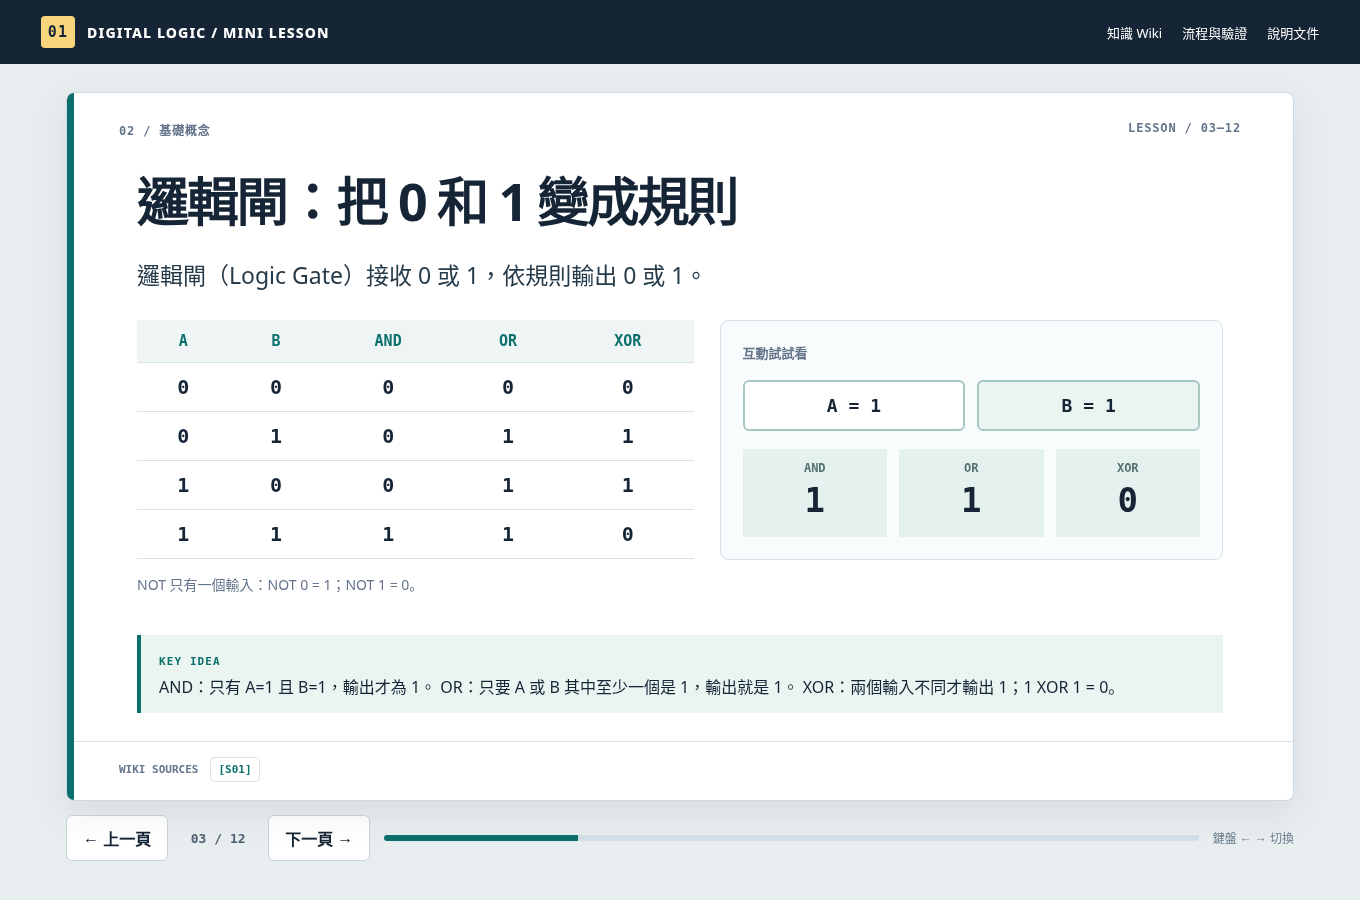 01 DIGITAL LOGIC / MINI LESSON 知識 Wiki 流程與驗證 說明文件
02 / 基礎概念 LESSON / 03—12
邏輯閘：把 0 和 1 變成規則
邏輯閘（Logic Gate）接收 0 或 1，依規則輸出 0 或 1。
A B AND OR XOR
0 0 0 0 0
0 1 0 1 1
1 0 0 1 1
1 1 1 1 0
NOT 只有一個輸入：NOT 0 = 1；NOT 1 = 0。
互動試試看
A = 1 B = 1
AND OR XOR
1 1 0
KEY IDEA
AND：只有 A=1 且 B=1，輸出才為 1。 OR：只要 A 或 B 其中至少一個是 1，輸出就是 1。 XOR：兩個輸入不同才輸出 1；1 XOR 1 = 0。
WIKI SOURCES [S01]
← 上一頁 03 / 12 下一頁 → 鍵盤 ← → 切換